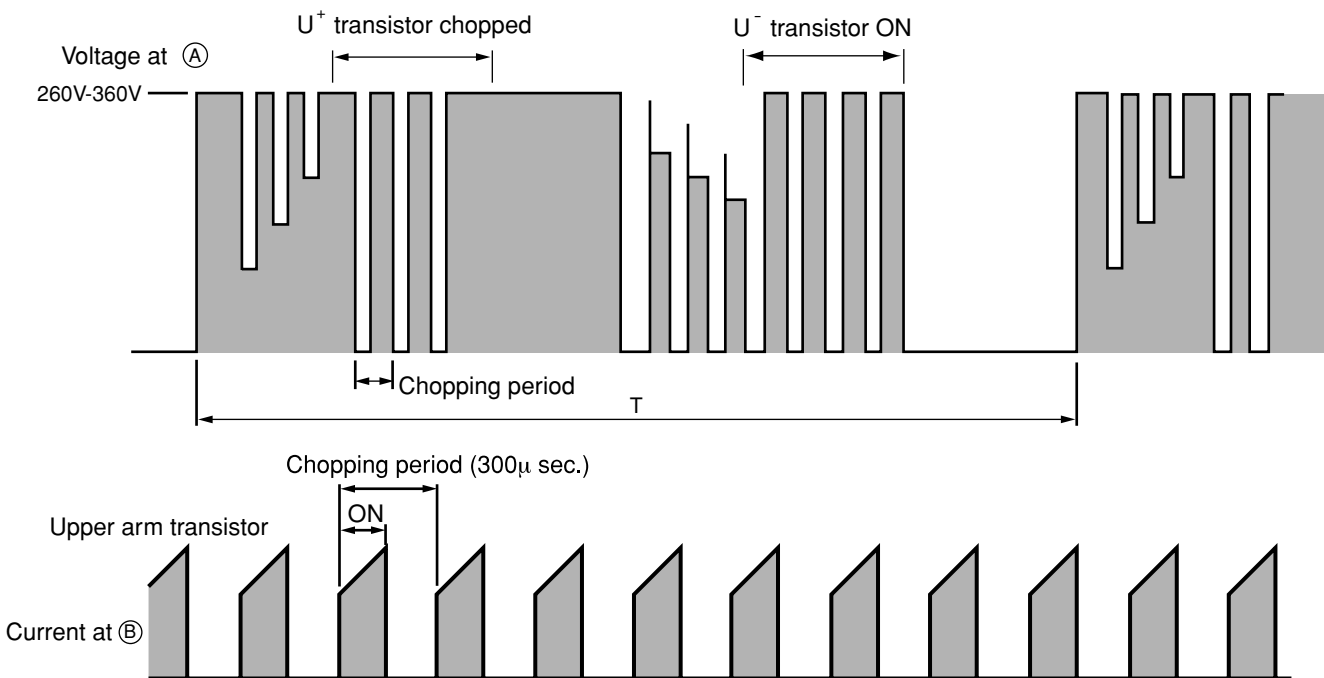 U⁺ transistor chopped
U⁻ transistor ON
Voltage at Ⓐ
260V-360V
Chopping period
T
Chopping period (300μ sec.)
ON
Upper arm transistor
Current at Ⓑ